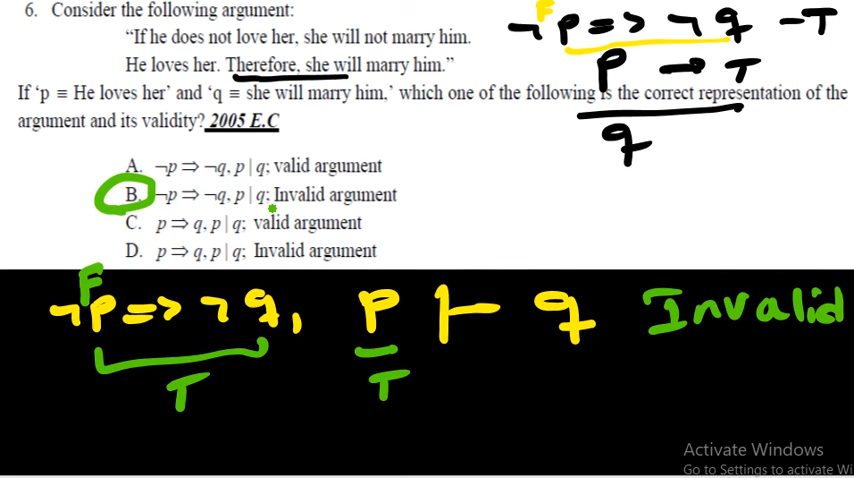 6. Consider the following argument:
"If he does not love her, she will not marry him.
He loves her. Therefore, she will marry him."
If 'p ≡ He loves her' and 'q ≡ she will marry him,' which one of the following is the correct representation of the
argument and its validity? 2005 E.C
A. ¬p ⇒ ¬q, p | q; valid argument
B. ¬p ⇒ ¬q, p | q; Invalid argument
C. p ⇒ q, p | q; valid argument
D. p ⇒ q, p | q; Invalid argument
F
¬p => ¬q - T
p → T
q
F
¬p => ¬q, p ⊢ q Invalid
T T
Activate Windows
Go to Settings to activate Wi